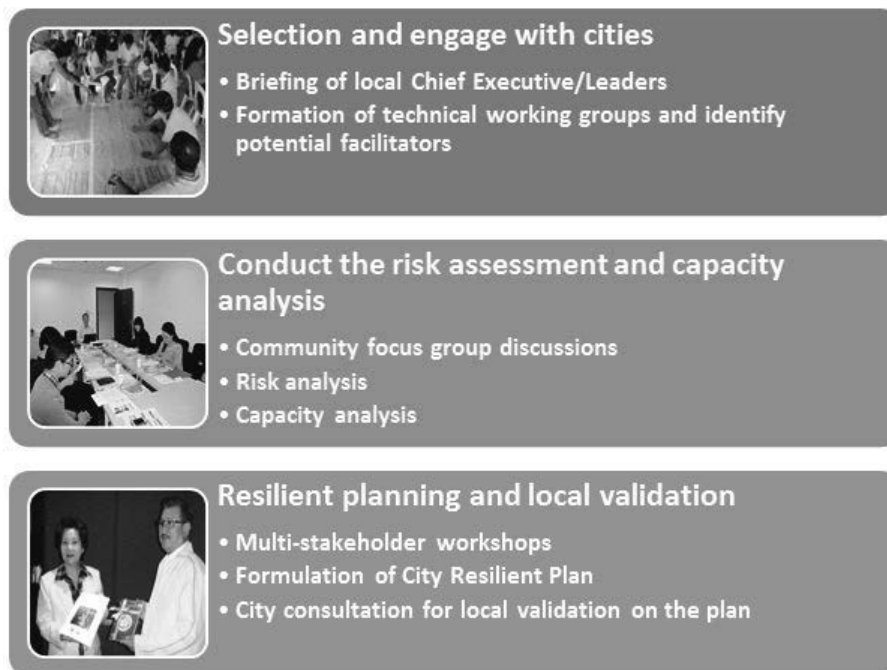 Selection and engage with cities
• Briefing of local Chief Executive/Leaders
• Formation of technical working groups and identify
potential facilitators
Conduct the risk assessment and capacity
analysis
• Community focus group discussions
• Risk analysis
• Capacity analysis
Resilient planning and local validation
• Multi-stakeholder workshops
• Formulation of City Resilient Plan
• City consultation for local validation on the plan